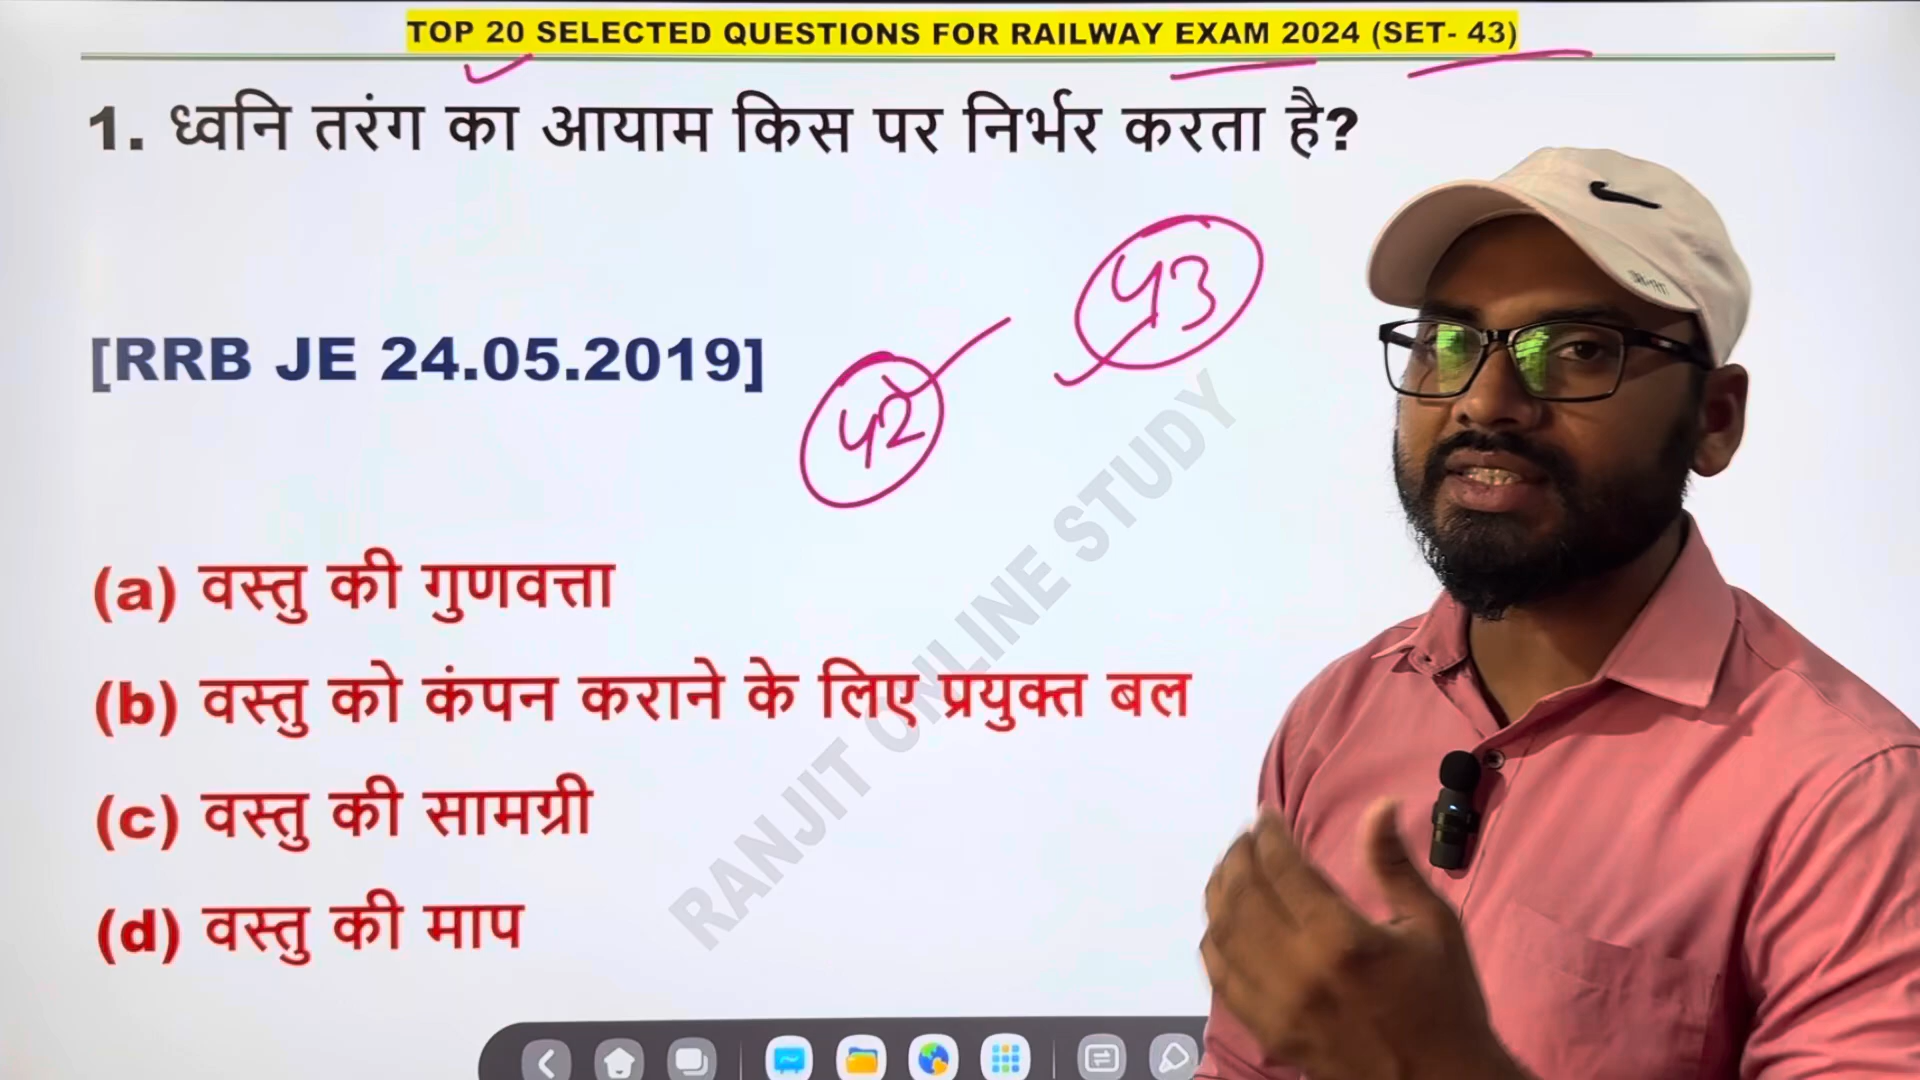 TOP 20 SELECTED QUESTIONS FOR RAILWAY EXAM 2024 (SET- 43)
1. ध्वनि तरंग का आयाम किस पर निर्भर करता है?
43
[RRB JE 24.05.2019]
42
(a) वस्तु की गुणवत्ता
(b) वस्तु को कंपन कराने के लिए प्रयुक्त बल
(c) वस्तु की सामग्री
(d) वस्तु की माप
RANJIT ONLINE STUDY